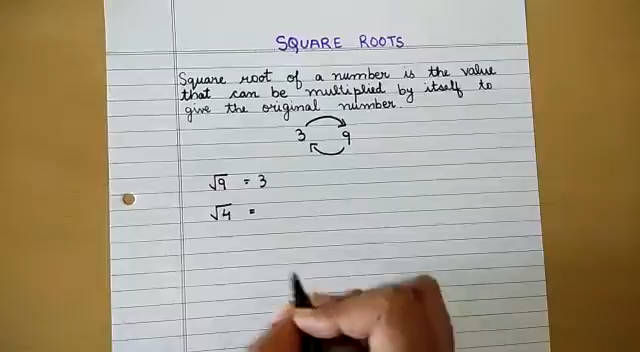 SQUARE ROOTS
Square root of a number is the value
that can be multiplied by itself to
give the original number.
3 9
√9 = 3
√4 =